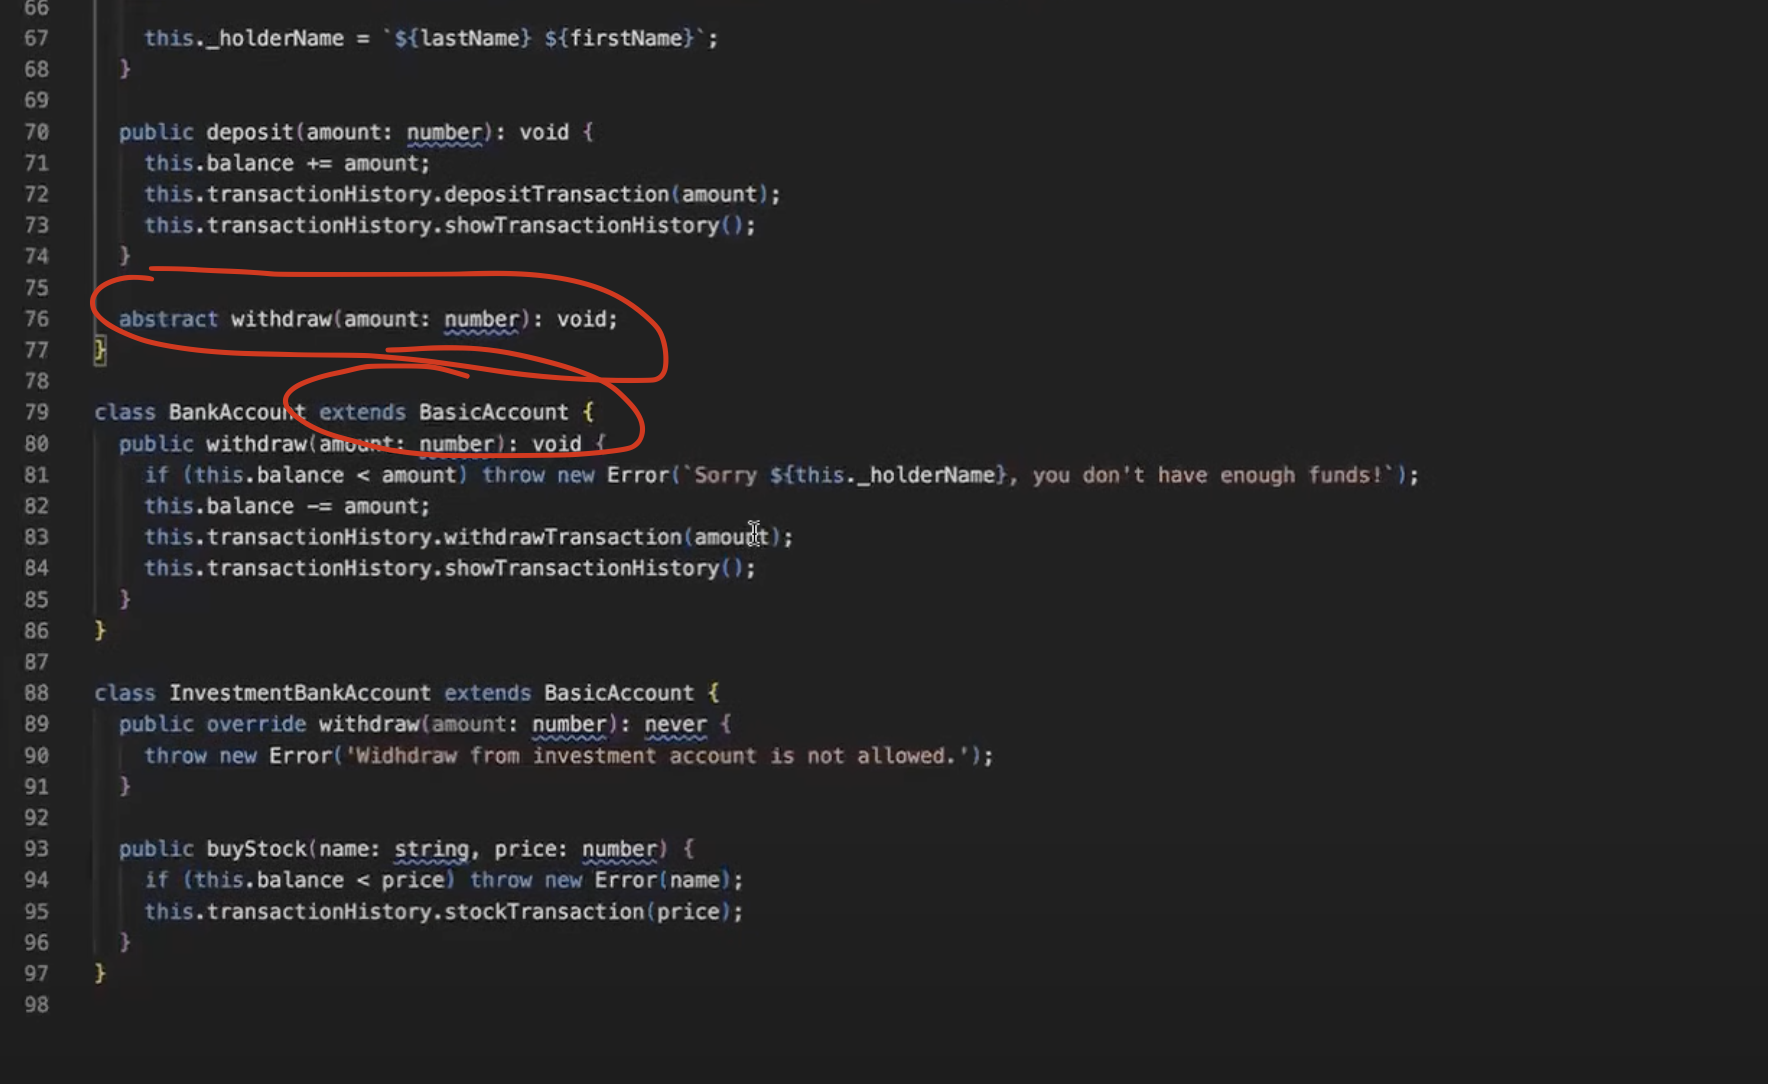 66
67 this._holderName = `${lastName} ${firstName}`;
68 }
69
70 public deposit(amount: number): void {
71 this.balance += amount;
72 this.transactionHistory.depositTransaction(amount);
73 this.transactionHistory.showTransactionHistory();
74 }
75
76 abstract withdraw(amount: number): void;
77 }
78
79 class BankAccount extends BasicAccount {
80 public withdraw(amount: number): void {
81 if (this.balance < amount) throw new Error(`Sorry ${this._holderName}, you don't have enough funds!`);
82 this.balance -= amount;
83 this.transactionHistory.withdrawTransaction(amount);
84 this.transactionHistory.showTransactionHistory();
85 }
86 }
87
88 class InvestmentBankAccount extends BasicAccount {
89 public override withdraw(amount: number): never {
90 throw new Error('Widhdraw from investment account is not allowed.');
91 }
92
93 public buyStock(name: string, price: number) {
94 if (this.balance < price) throw new Error(name);
95 this.transactionHistory.stockTransaction(price);
96 }
97 }
98